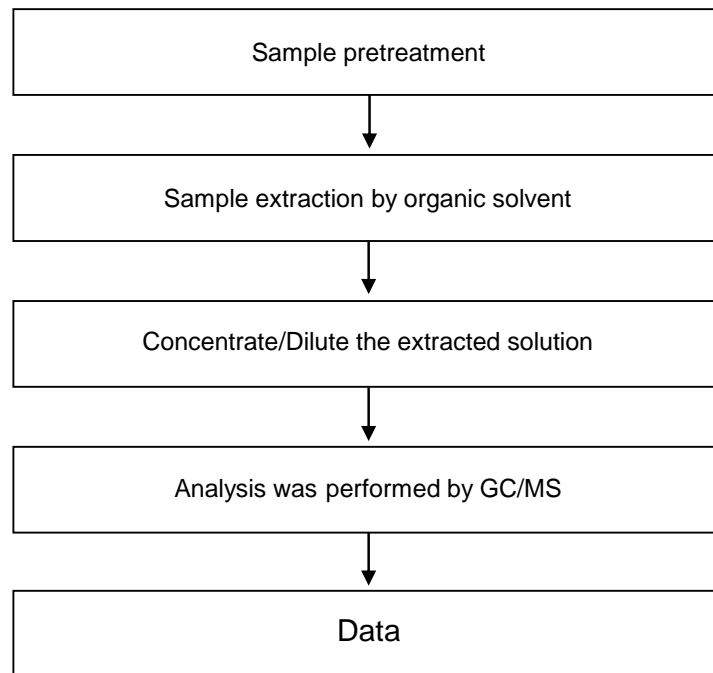 Sample pretreatment
Sample extraction by organic solvent
Concentrate/Dilute the extracted solution
Analysis was performed by GC/MS
Data